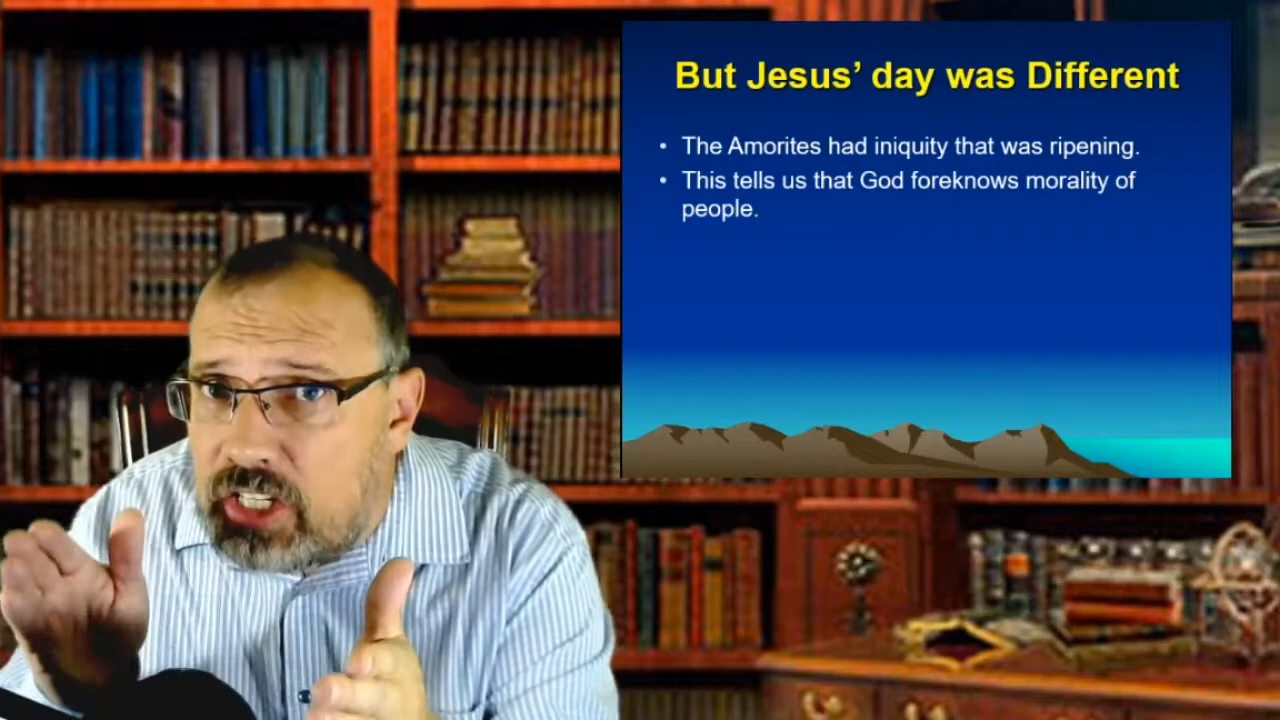 But Jesus’ day was Different
• The Amorites had iniquity that was ripening.
• This tells us that God foreknows morality of
people.